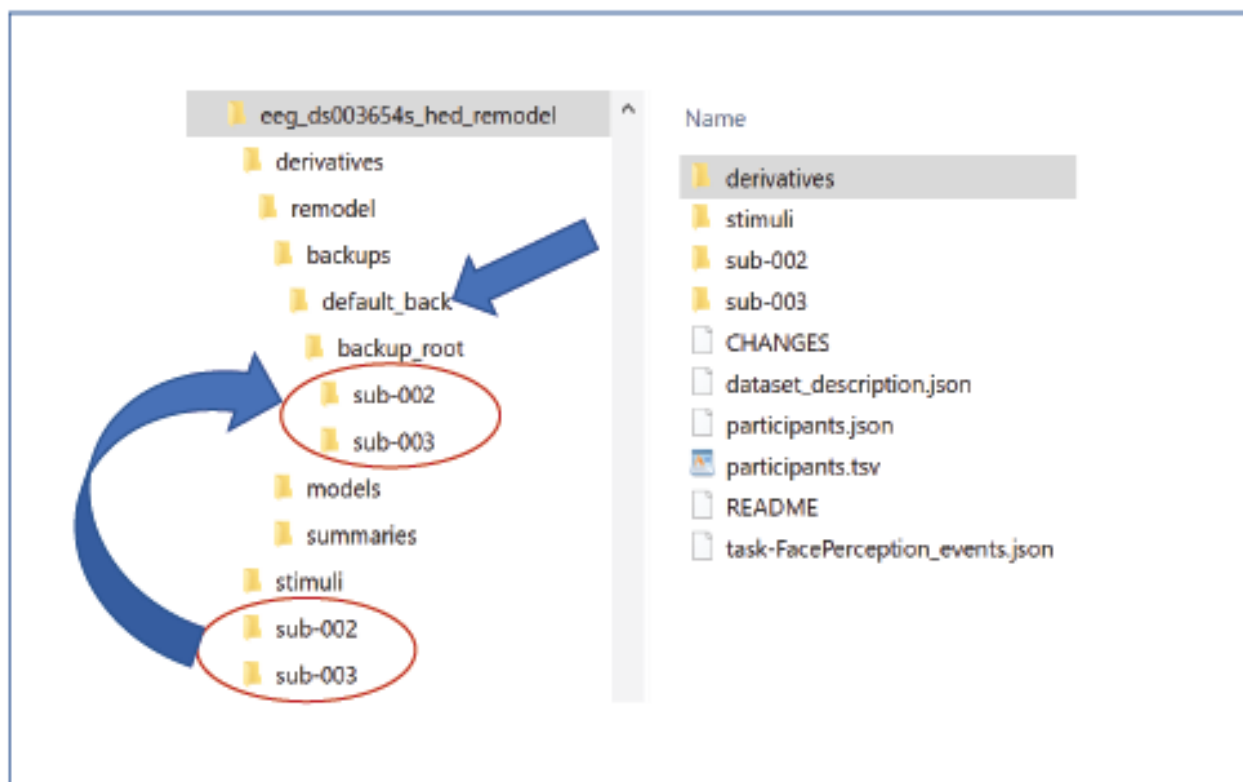 eeg_ds003654s_hed_remodel
derivatives
remodel
backups
default_back
backup_root
sub-002
sub-003
models
summaries
stimuli
sub-002
sub-003
Name
derivatives
stimuli
sub-002
sub-003
CHANGES
dataset_description.json
participants.json
participants.tsv
README
task-FacePerception_events.json